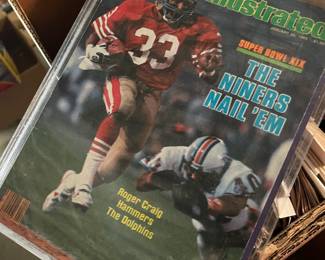 Illustrated
SUPER BOWL XIX
THE
NINERS
NAIL 'EM
33
Roger Craig
Hammers
The Dolphins